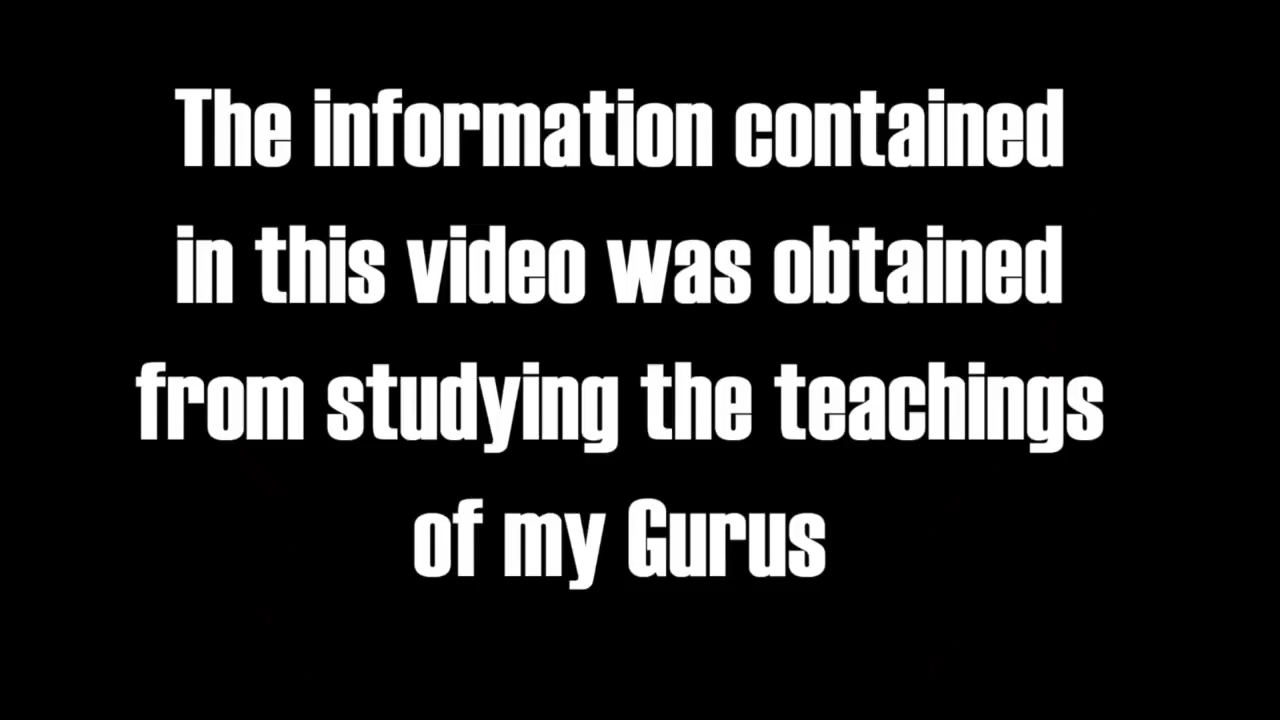 The information contained
in this video was obtained
from studying the teachings
of my Gurus